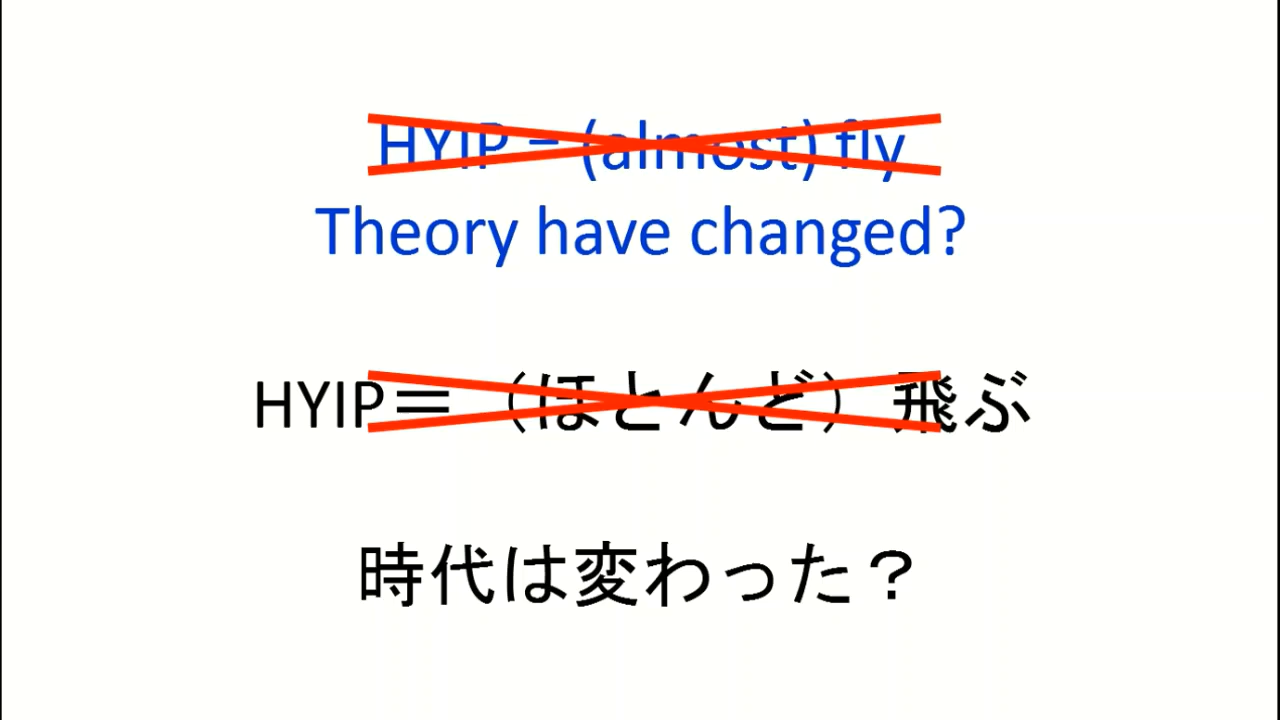 HYIP = (almost) fly
Theory have changed?
HYIP＝（ほとんど）飛ぶ
時代は変わった？